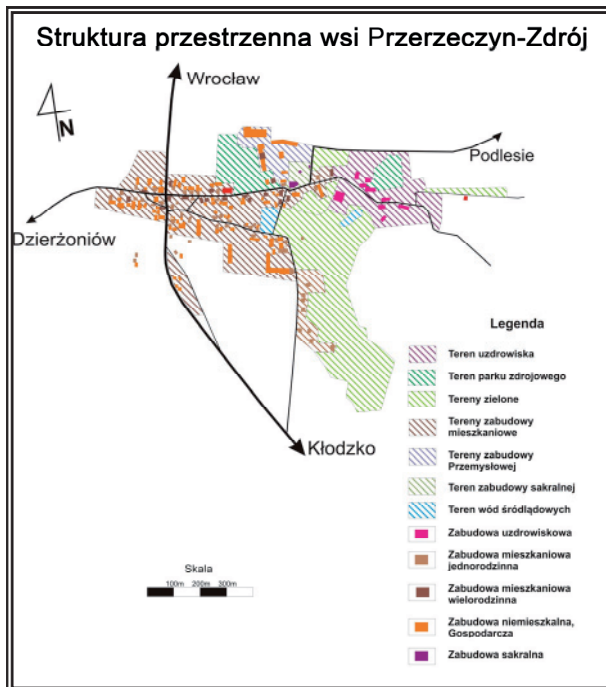 Struktura przestrzenna wsi Przerzeczyn-Zdrój
Wrocław
N
Podlesie
Dzierżoniów
Kłodzko
Legenda
Teren uzdrowiska
Teren parku zdrojowego
Tereny zielone
Tereny zabudowy
mieszkaniowe
Tereny zabudowy
Przemysłowej
Teren zabudowy sakralnej
Teren wód śródlądowych
Zabudowa uzdrowiskowa
Zabudowa mieszkaniowa
jednorodzinna
Zabudowa mieszkaniowa
wielorodzinna
Zabudowa niemieszkalna,
Gospodarcza
Zabudowa sakralna
Skala
100m 200m 300m